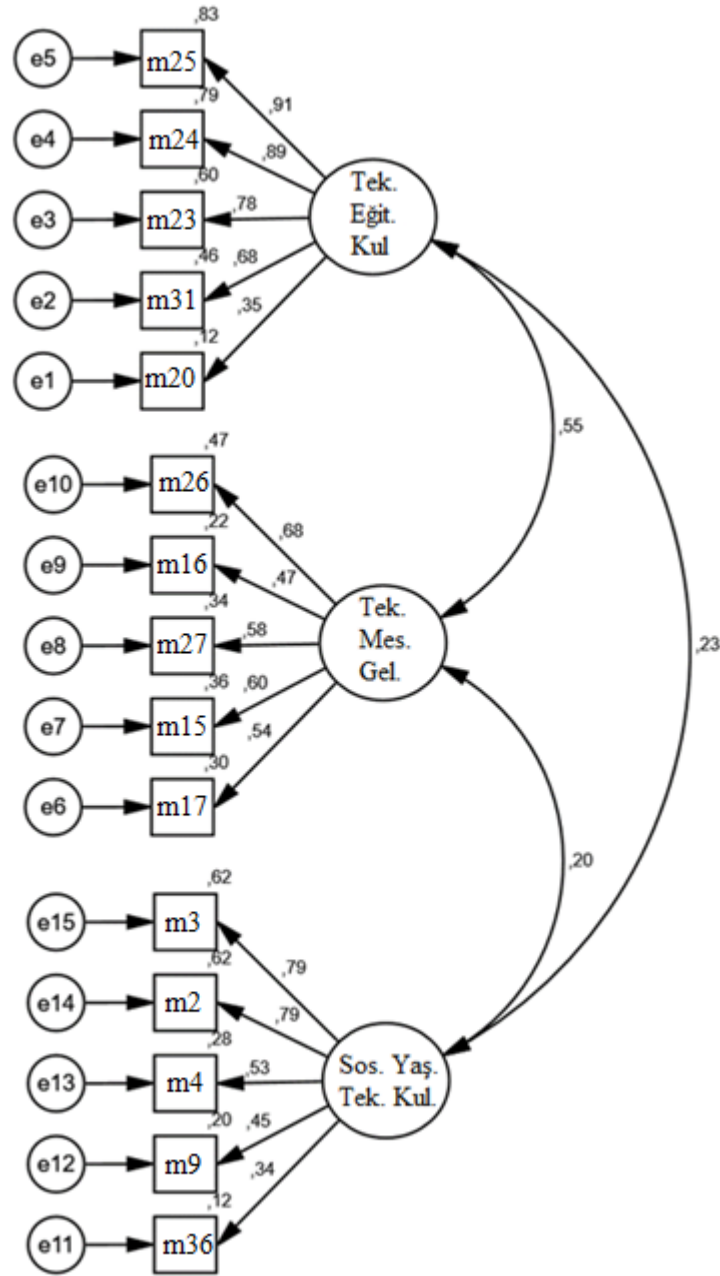 ,83
e5 m25
,91
,79
e4 m24
,89
,60
e3 m23
,78
Tek.
Eğit.
Kul
,46 ,68
e2 m31
,35
,12
e1 m20
,55
,47
e10 m26
,68
,22
e9 m16
,47
,34
e8 m27
,58
Tek.
Mes.
Gel.
,23
,36 ,60
e7 m15
,54
,30
e6 m17
,20
,62
e15 m3
,79
,62
e14 m2
,79
,28
e13 m4
,53
Sos. Yaş.
Tek. Kul.
,20 ,45
e12 m9
,34
,12
e11 m36